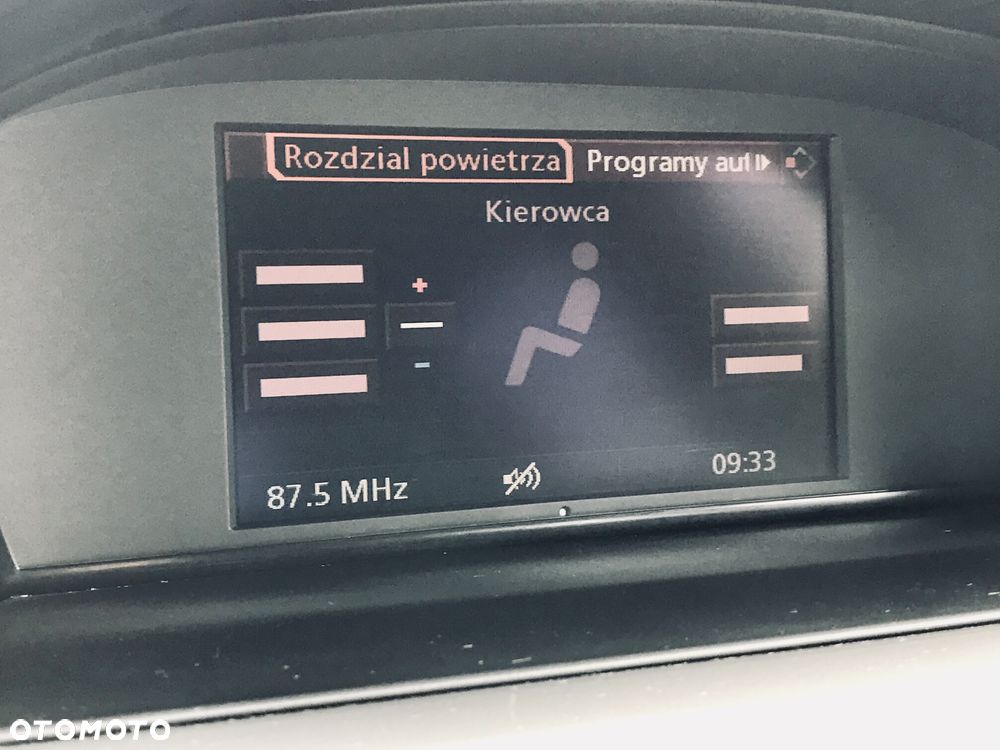 Rozdzial powietrza Programy aut
Kierowca
87.5 MHz 09:33
OTOMOTO